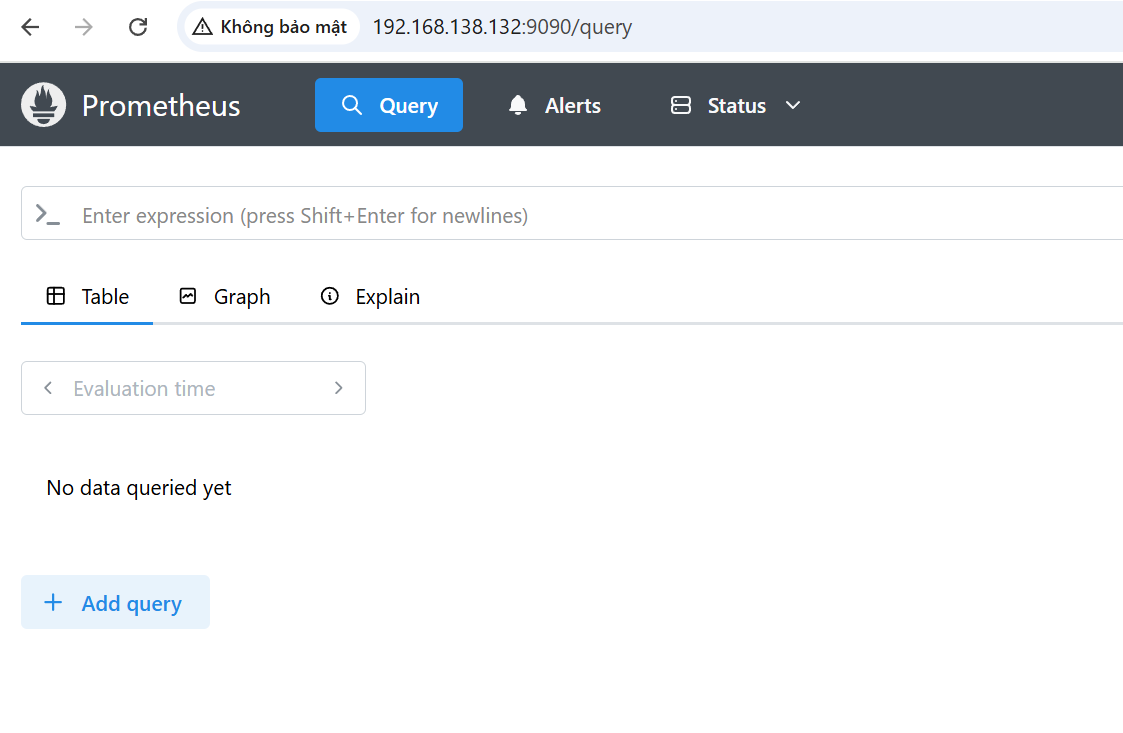 Không bảo mật 192.168.138.132:9090/query
Prometheus Query Alerts Status
Enter expression (press Shift+Enter for newlines)
Table Graph Explain
Evaluation time
No data queried yet
Add query